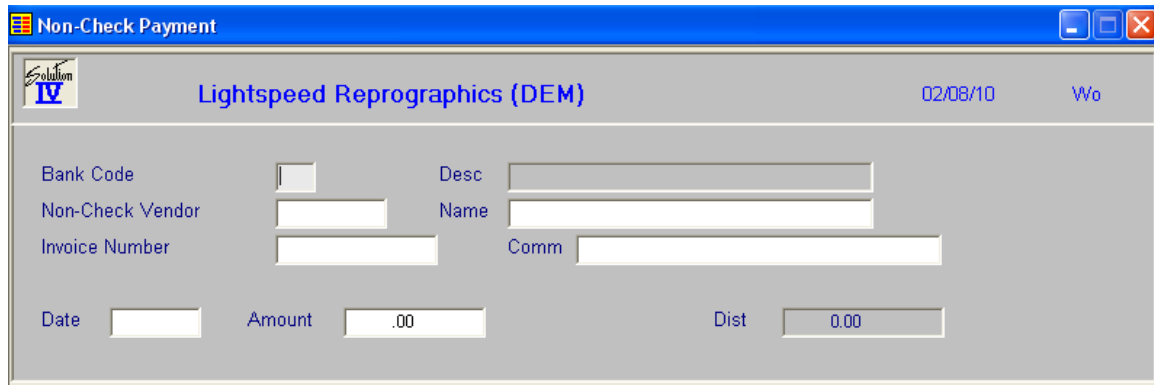 Non-Check Payment
Solution IV Lightspeed Reprographics (DEM) 02/08/10 Wo
Bank Code Desc
Non-Check Vendor Name
Invoice Number Comm
Date Amount .00 Dist 0.00